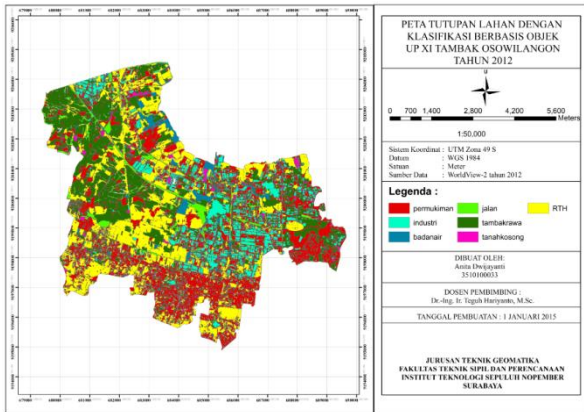 PETA TUTUPAN LAHAN DENGAN
KLASIFIKASI BERBASIS OBJEK
UP XI TAMBAK OSOWILANGON
TAHUN 2012
0 700 1,400 2,800 4,200 5,600
Meters
1:50,000
Sistem Koordinat : UTM Zona 49 S
Datum : WGS 1984
Satuan : Meter
Sumber Data : WorldView-2 tahun 2012
Legenda :
permukiman jalan RTH
industri tambakrawa
badanair tanahkosong
DIBUAT OLEH:
Anita Dwijayanti
3510100033
DOSEN PEMBIMBING :
Dr.-Ing. Ir. Teguh Hariyanto, M.Sc.
TANGGAL PEMBUATAN : 1 JANUARI 2015
JURUSAN TEKNIK GEOMATIKA
FAKULTAS TEKNIK SIPIL DAN PERENCANAAN
INSTITUT TEKNOLOGI SEPULUH NOPEMBER
SURABAYA